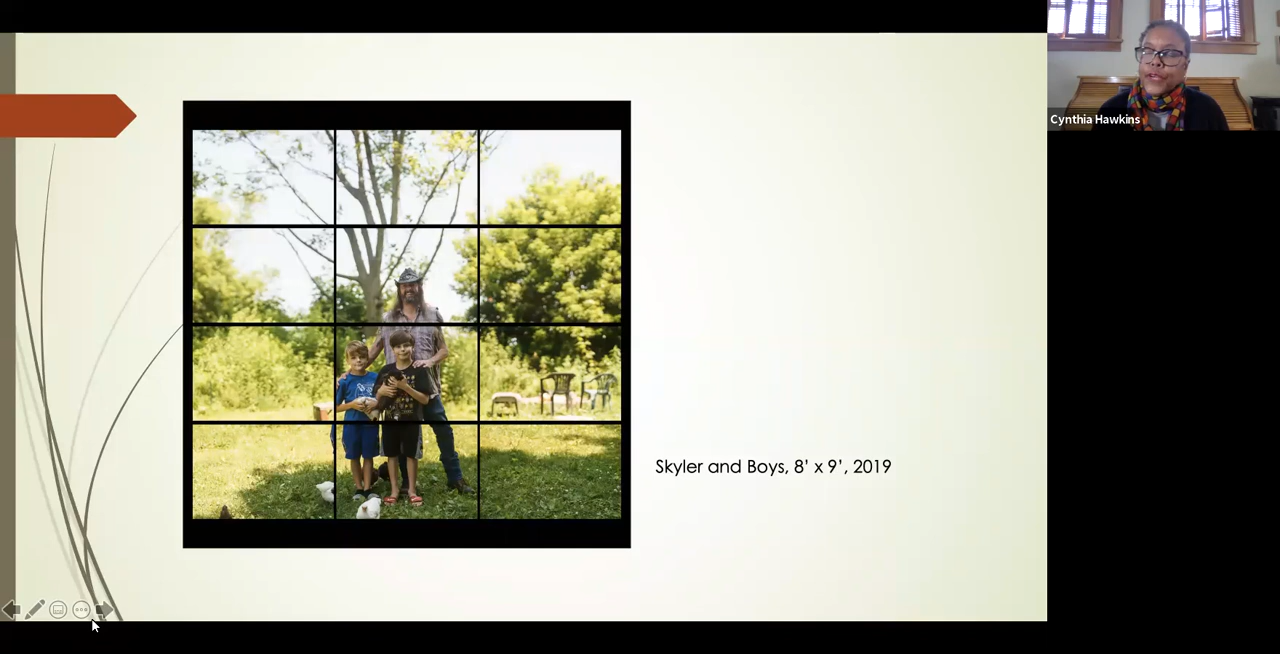 Cynthia Hawkins
Skyler and Boys, 8’ x 9’, 2019